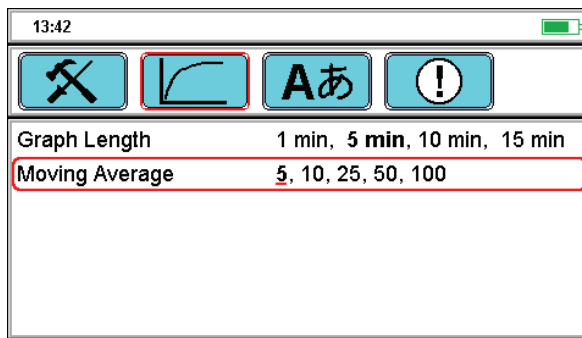 13:42
Aあ
Graph Length 1 min, 5 min, 10 min, 15 min
Moving Average 5, 10, 25, 50, 100